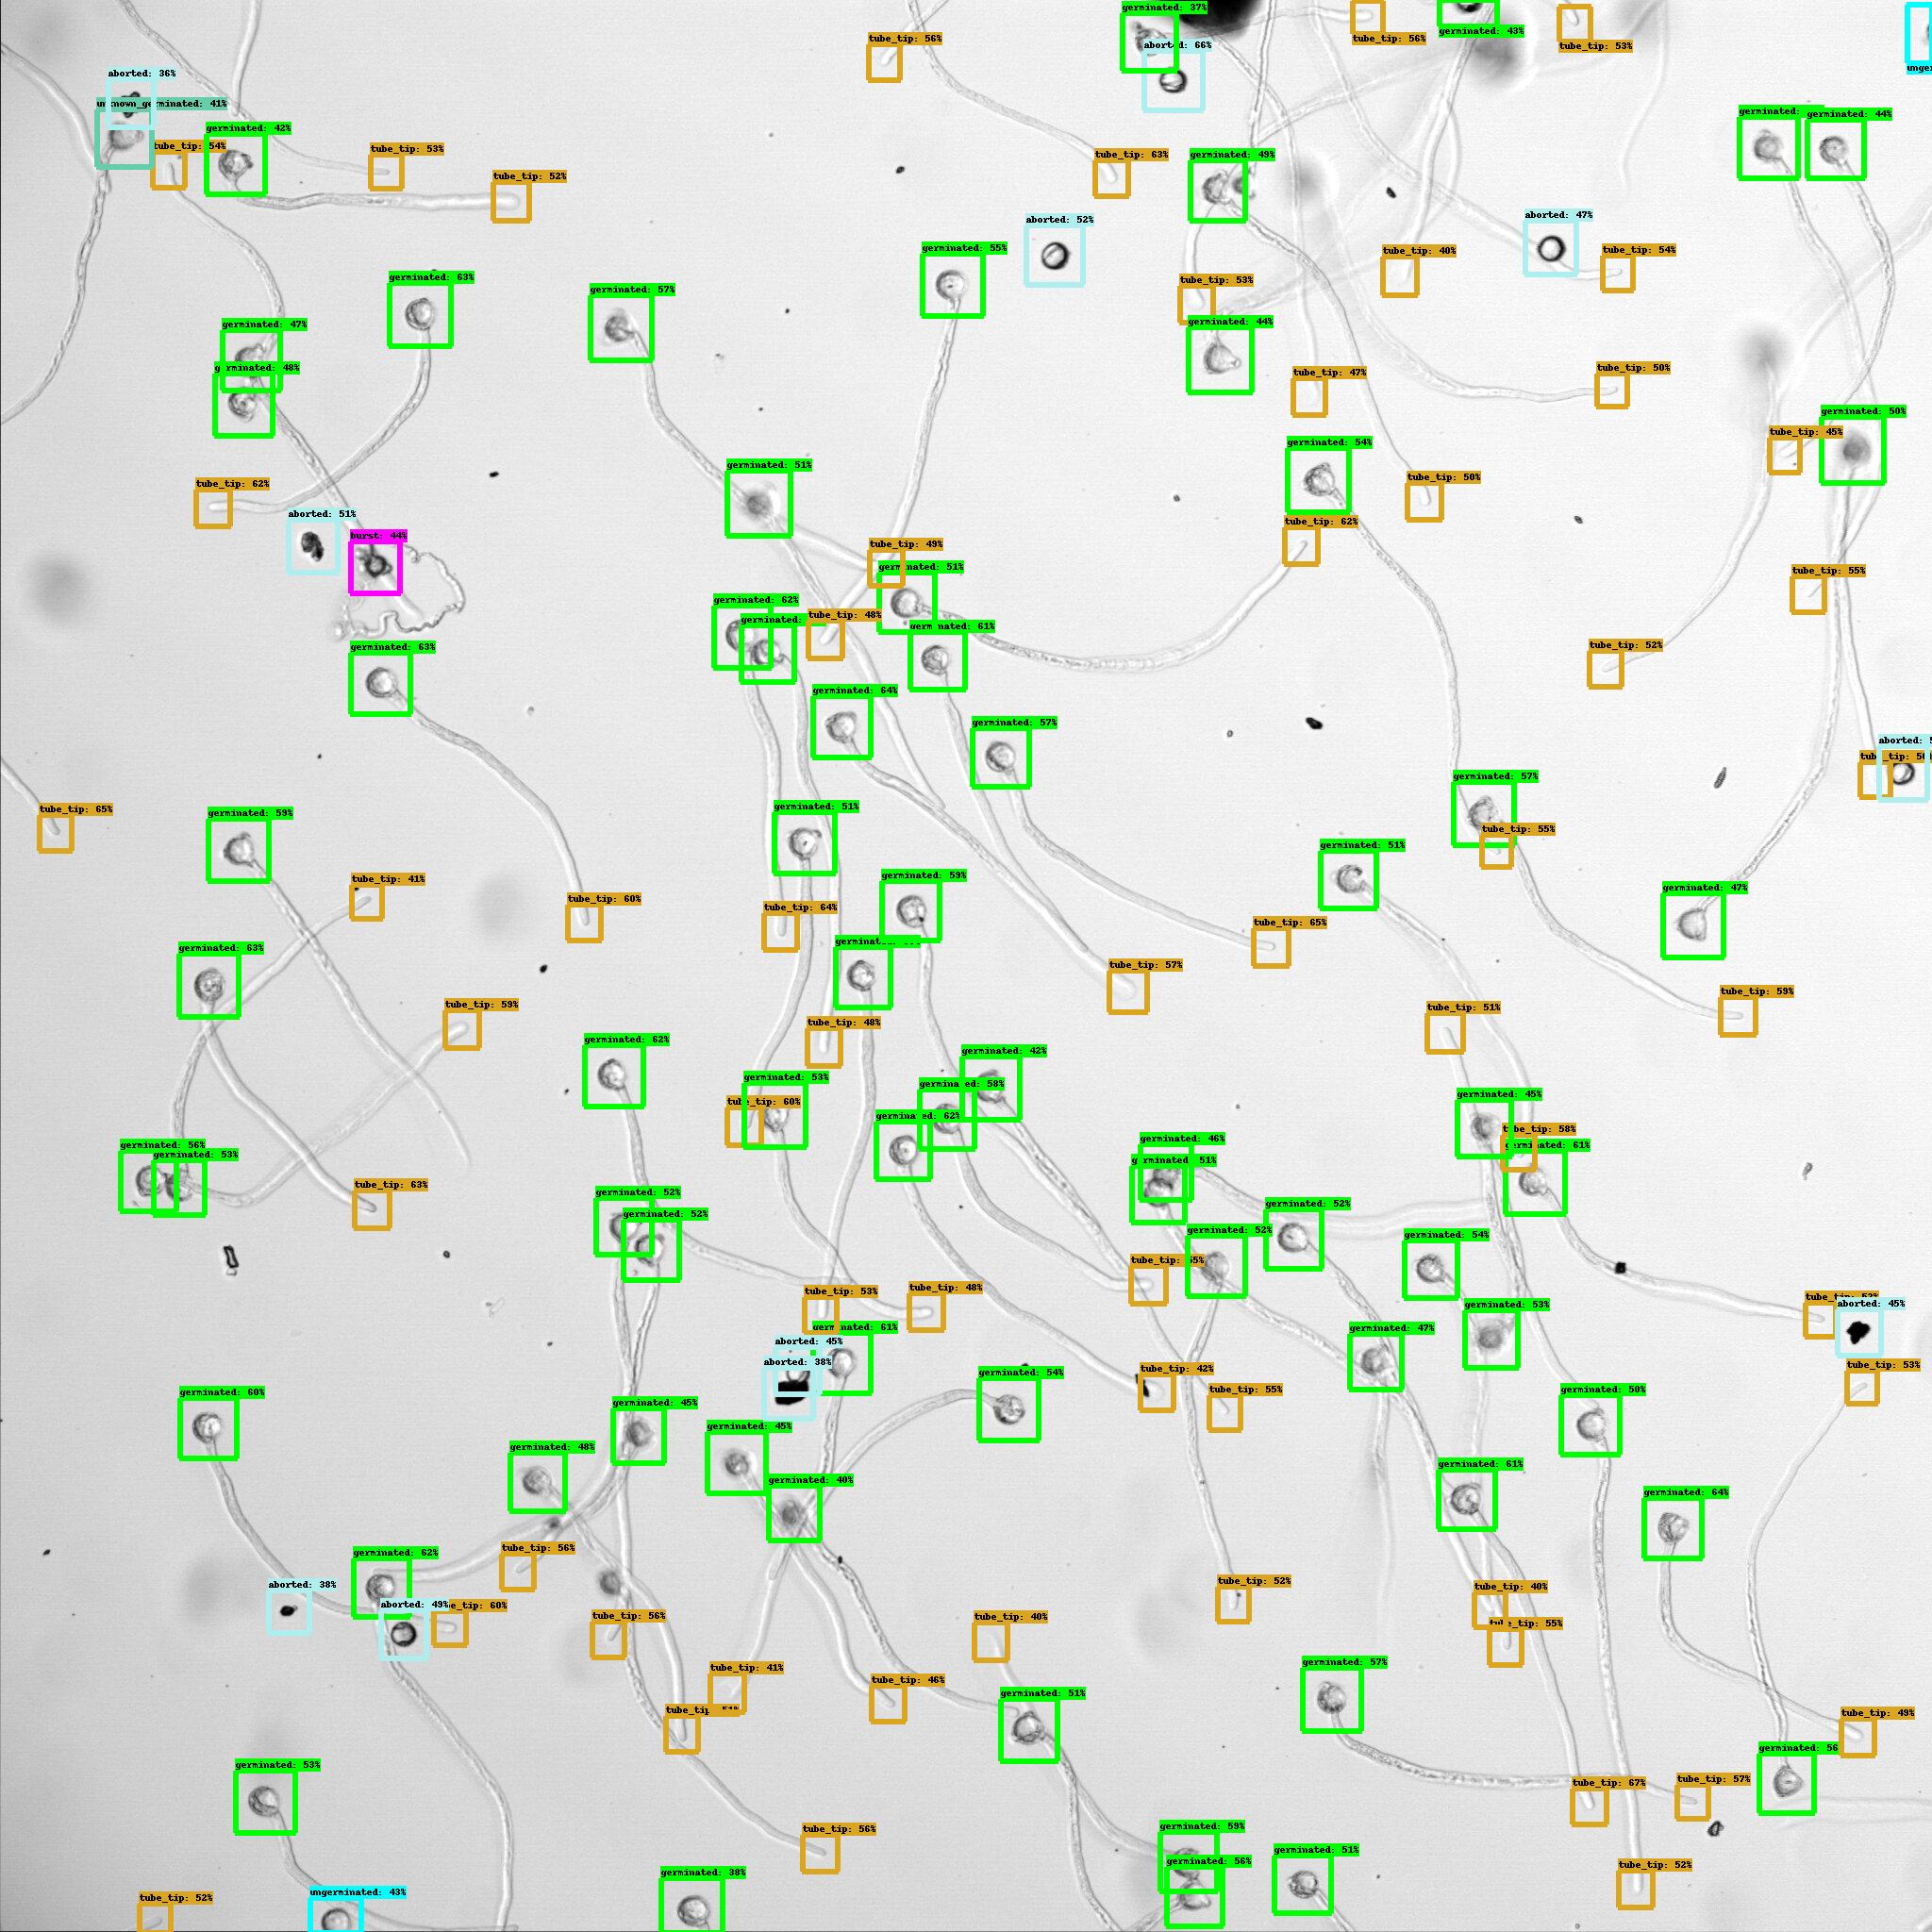 germinated: 37%
aborted: 66%
tube_tip: 56%
tube_tip: 56%
germinated: 43%
tube_tip: 53%
aborted: 36%
germinated: 41%
germinated: 42%
tube_tip: 54%
tube_tip: 53%
tube_tip: 52%
tube_tip: 63%
germinated: 49%
germinated: 44%
aborted: 52%
aborted: 47%
germinated: 55%
tube_tip: 40%
tube_tip: 54%
germinated: 63%
germinated: 57%
tube_tip: 53%
germinated: 44%
germinated: 47%
germinated: 48%
tube_tip: 47%
tube_tip: 50%
germinated: 50%
tube_tip: 45%
germinated: 54%
germinated: 51%
tube_tip: 62%
tube_tip: 50%
aborted: 51%
tube_tip: 62%
burst: 44%
tube_tip: 49%
germinated: 51%
tube_tip: 55%
germinated: 62%
germinated:
tube_tip: 48%
germinated: 61%
germinated: 63%
tube_tip: 52%
germinated: 64%
germinated: 57%
aborted:
germinated: 57%
tube_tip: 65%
germinated: 59%
germinated: 51%
tube_tip: 55%
germinated: 51%
tube_tip: 41%
germinated: 59%
germinated: 47%
tube_tip: 60%
tube_tip: 64%
tube_tip: 65%
germinated: 63%
tube_tip: 57%
tube_tip: 59%
tube_tip: 59%
tube_tip: 51%
tube_tip: 48%
germinated: 62%
germinated: 42%
germinated: 53%
germinated: 58%
tube_tip: 60%
germinated: 62%
germinated: 45%
tube_tip: 58%
germinated: 61%
germinated: 56%
germinated: 53%
germinated: 46%
germinated: 51%
tube_tip: 63%
germinated: 52%
germinated: 52%
germinated: 52%
germinated: 52%
germinated: 54%
tube_tip: 55%
tube_tip: 53%
tube_tip: 48%
aborted: 45%
germinated: 53%
germinated: 61%
germinated: 47%
aborted: 45%
aborted: 38%
tube_tip: 42%
germinated: 54%
tube_tip: 53%
germinated: 60%
tube_tip: 55%
germinated: 45%
germinated: 50%
germinated: 45%
germinated: 48%
germinated: 40%
germinated: 61%
germinated: 64%
germinated: 62%
tube_tip: 56%
aborted: 38%
aborted: 49%
tube_tip: 60%
tube_tip: 52%
tube_tip: 40%
tube_tip: 56%
tube_tip: 40%
tube_tip: 55%
germinated: 57%
tube_tip: 41%
tube_tip: 46%
germinated: 51%
tube_tip: 49%
germinated: 56
germinated: 53%
tube_tip: 67%
tube_tip: 57%
tube_tip: 56%
germinated: 59%
germinated: 56%
germinated: 51%
tube_tip: 52%
germinated: 38%
ungerminated: 43%
tube_tip: 52%